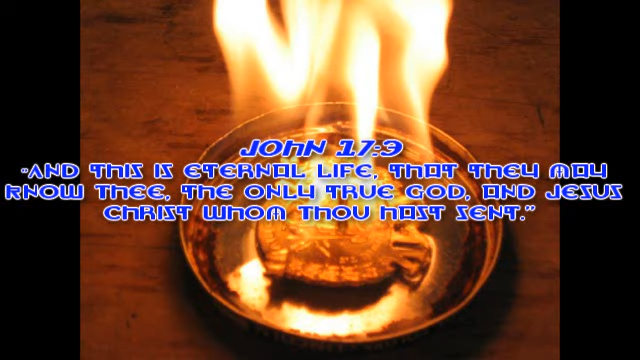 JOHN 17:3
"AND THIS IS ETERNAL LIFE, THAT THEY MAY
KNOW THEE, THE ONLY TRUE GOD, AND JESUS
CHRIST WHOM THOU HAST SENT."